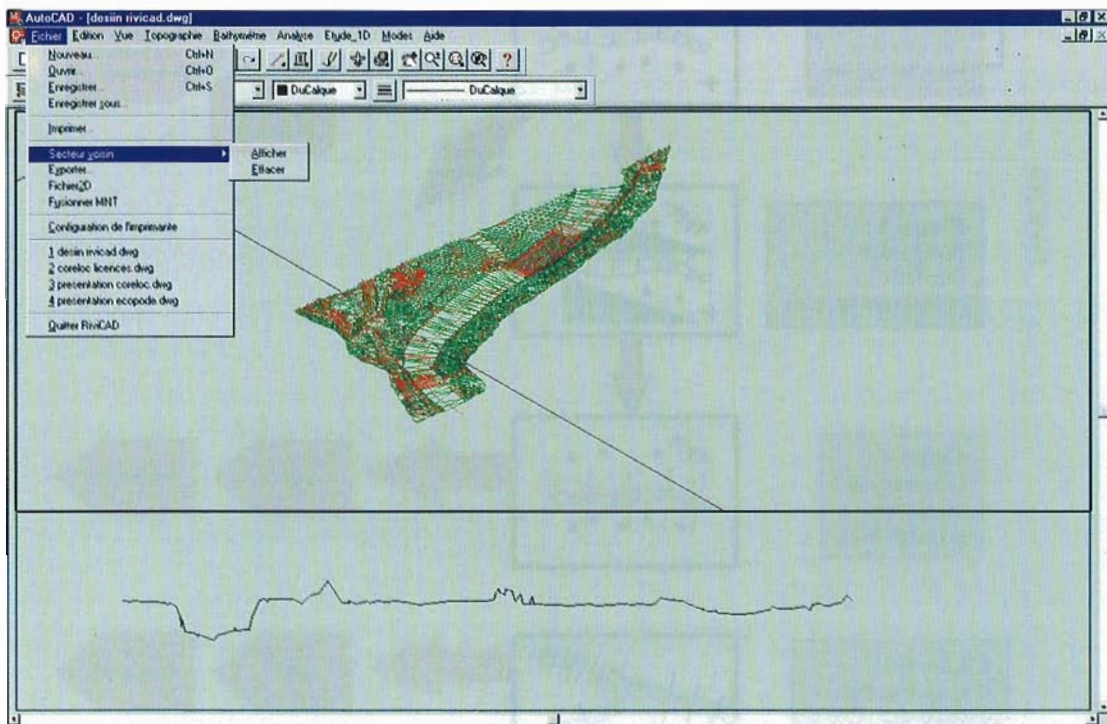 AutoCAD - [desiin rivicad.dwg]
Fichier Edition Vue Topographie Bathymétrie Analyse Etude_1D Modes Aide
Nouveau... Ctrl+N
Ouvrir... Ctrl+O
Enregistrer... Ctrl+S
Enregistrer sous...
DuCalque DuCalque
Imprimer...
Secteur voisin Afficher
Exporter... Effacer
Fichier2D
Fusionner MNT
Configuration de l'imprimante
1 desiin rivicad.dwg
2 coreloc licences.dwg
3 presentation coreloc.dwg
4 presentation ecopode.dwg
Quitter RiviCAD